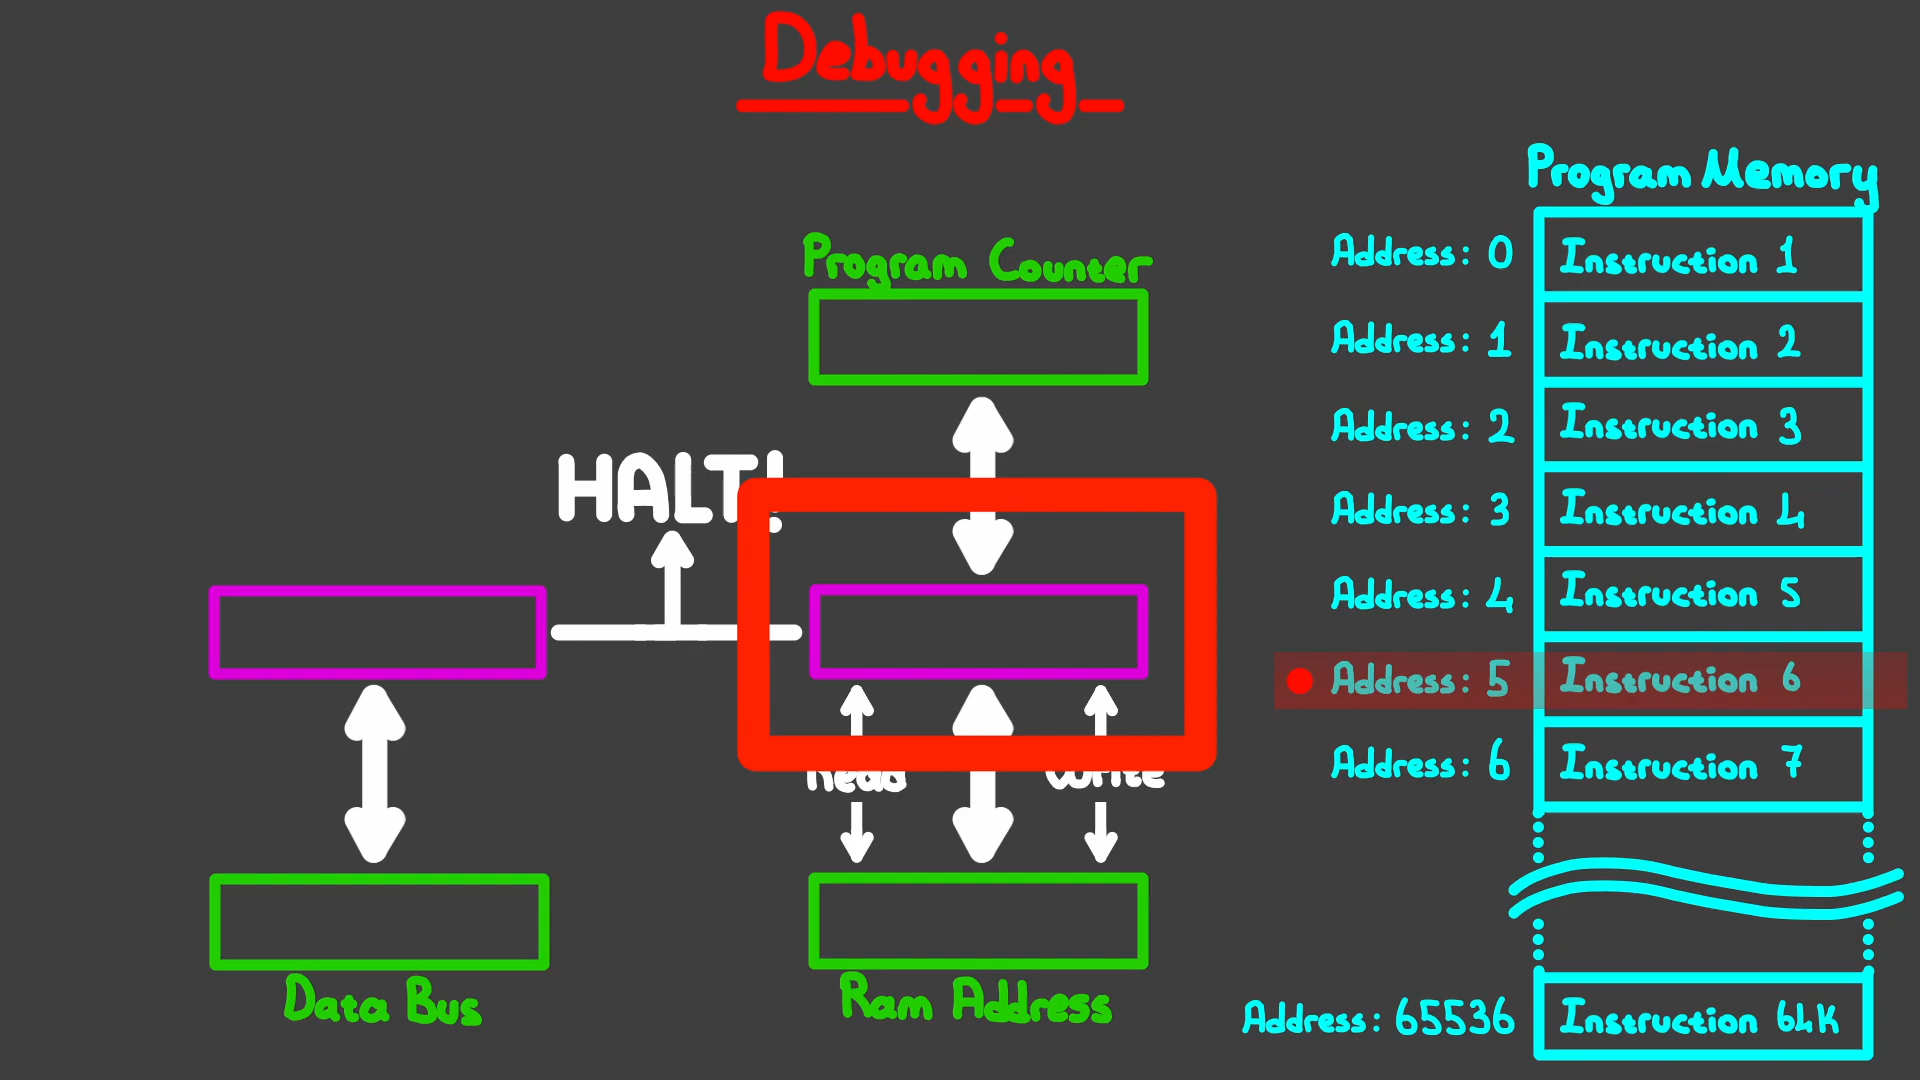 Debugging
Program Counter
HALT!
Read
Write
Data Bus
Ram Address
Program Memory
Address: 0 Instruction 1
Address: 1 Instruction 2
Address: 2 Instruction 3
Address: 3 Instruction 4
Address: 4 Instruction 5
Address: 5 Instruction 6
Address: 6 Instruction 7
Address: 65536 Instruction 64K